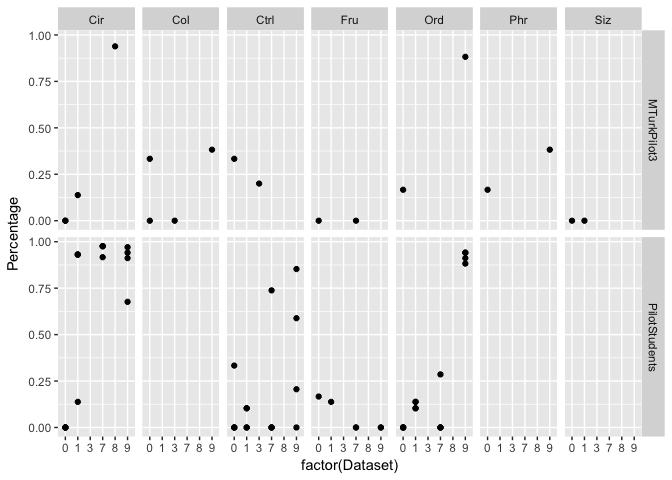 Cir Col Ctrl Fru Ord Phr Siz
Percentage
1.00
0.75
0.50
0.25
0.00
MTurkPilot3
1.00
0.75
0.50
0.25
0.00
PilotStudents
0 1 3 7 8 9 0 1 3 7 8 9 0 1 3 7 8 9 0 1 3 7 8 9 0 1 3 7 8 9 0 1 3 7 8 9 0 1 3 7 8 9
factor(Dataset)